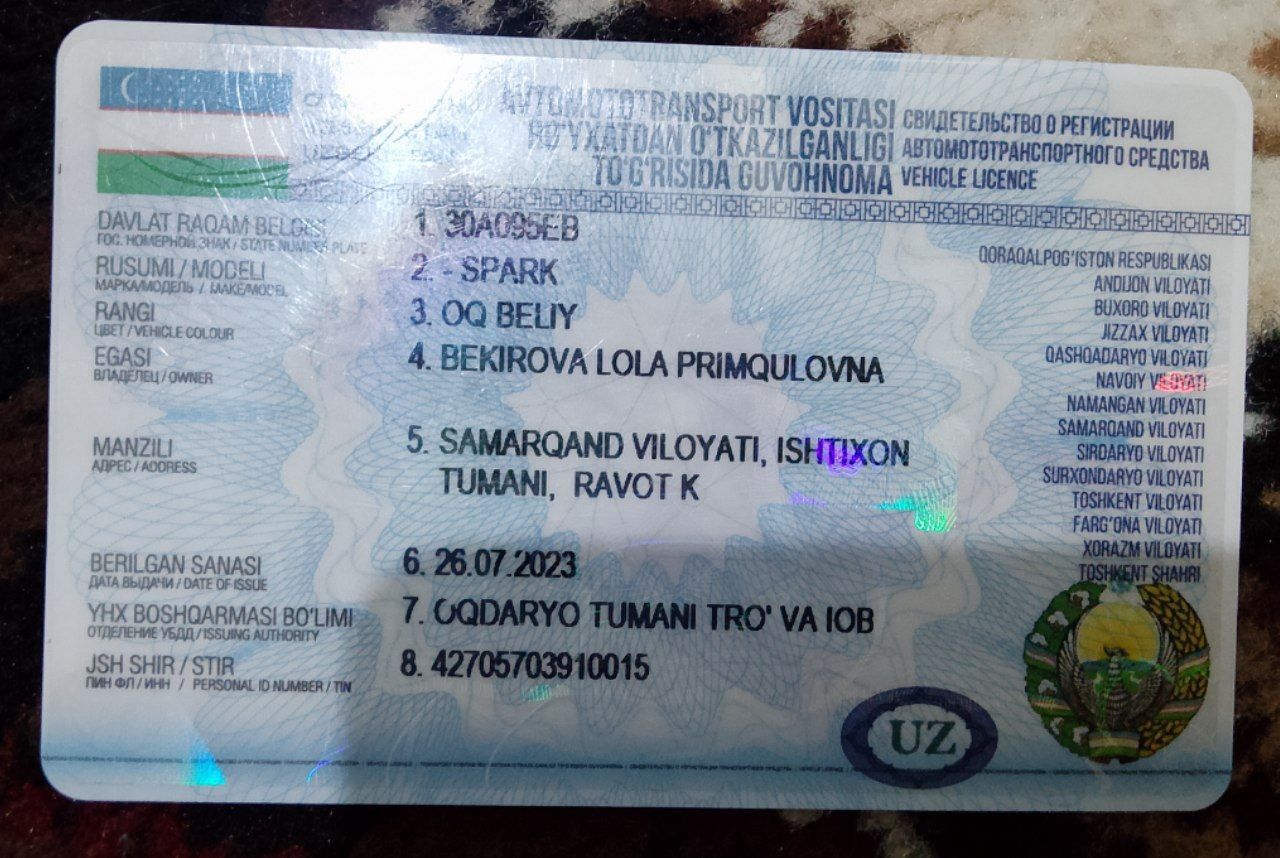 AVTOMOTOTRANSPORT VOSITASI
RO'YXATDAN O'TKAZILGANLIGI
TO'G'RISIDA GUVOHNOMA
СВИДЕТЕЛЬСТВО О РЕГИСТРАЦИИ
АВТОМОТОТРАНСПОРТНОГО СРЕДСТВА
VEHICLE LICENCE
DAVLAT RAQAM BELGISI
ГОС. НОМЕРНОЙ ЗНАК / STATE NUMBER PLATE
1. 30A095EB
RUSUMI / MODELI
МАРКА/МОДЕЛЬ / MAKE/MODEL
2. - SPARK
RANGI
ЦВЕТ / VEHICLE COLOUR
3. OQ BELIY
EGASI
ВЛАДЕЛЕЦ / OWNER
4. BEKIROVA LOLA PRIMQULOVNA
MANZILI
АДРЕС / ADDRESS
5. SAMARQAND VILOYATI, ISHTIXON
TUMANI, RAVOT K
BERILGAN SANASI
ДАТА ВЫДАЧИ / DATE OF ISSUE
6. 26.07.2023
YHX BOSHQARMASI BO'LIMI
ОТДЕЛЕНИЕ УБДД / ISSUING AUTHORITY
7. OQDARYO TUMANI TRO' VA IOB
JSH SHIR / STIR
ПИН ФЛ / ИНН / PERSONAL ID NUMBER / TIN
8. 42705703910015
QORAQALPOG'ISTON RESPUBLIKASI
ANDIJON VILOYATI
BUXORO VILOYATI
JIZZAX VILOYATI
QASHQADARYO VILOYATI
NAVOIY VILOYATI
NAMANGAN VILOYATI
SAMARQAND VILOYATI
SIRDARYO VILOYATI
SURXONDARYO VILOYATI
TOSHKENT VILOYATI
FARG'ONA VILOYATI
XORAZM VILOYATI
TOSHKENT SHAHRI
UZ